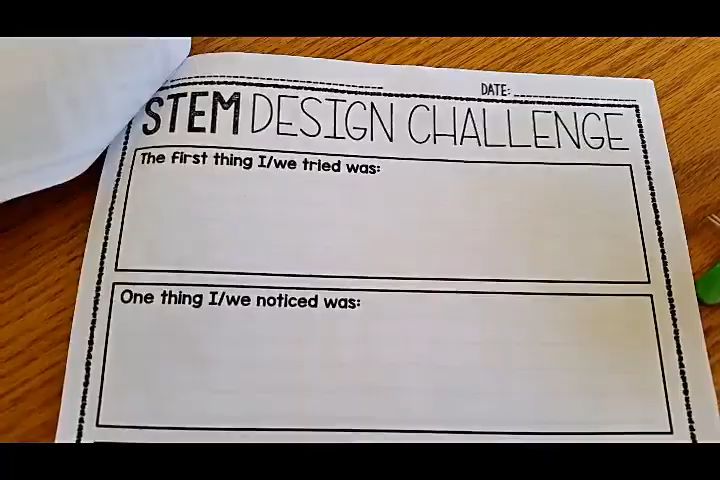 DATE:
STEM DESIGN CHALLENGE
The first thing I/we tried was:
One thing I/we noticed was: